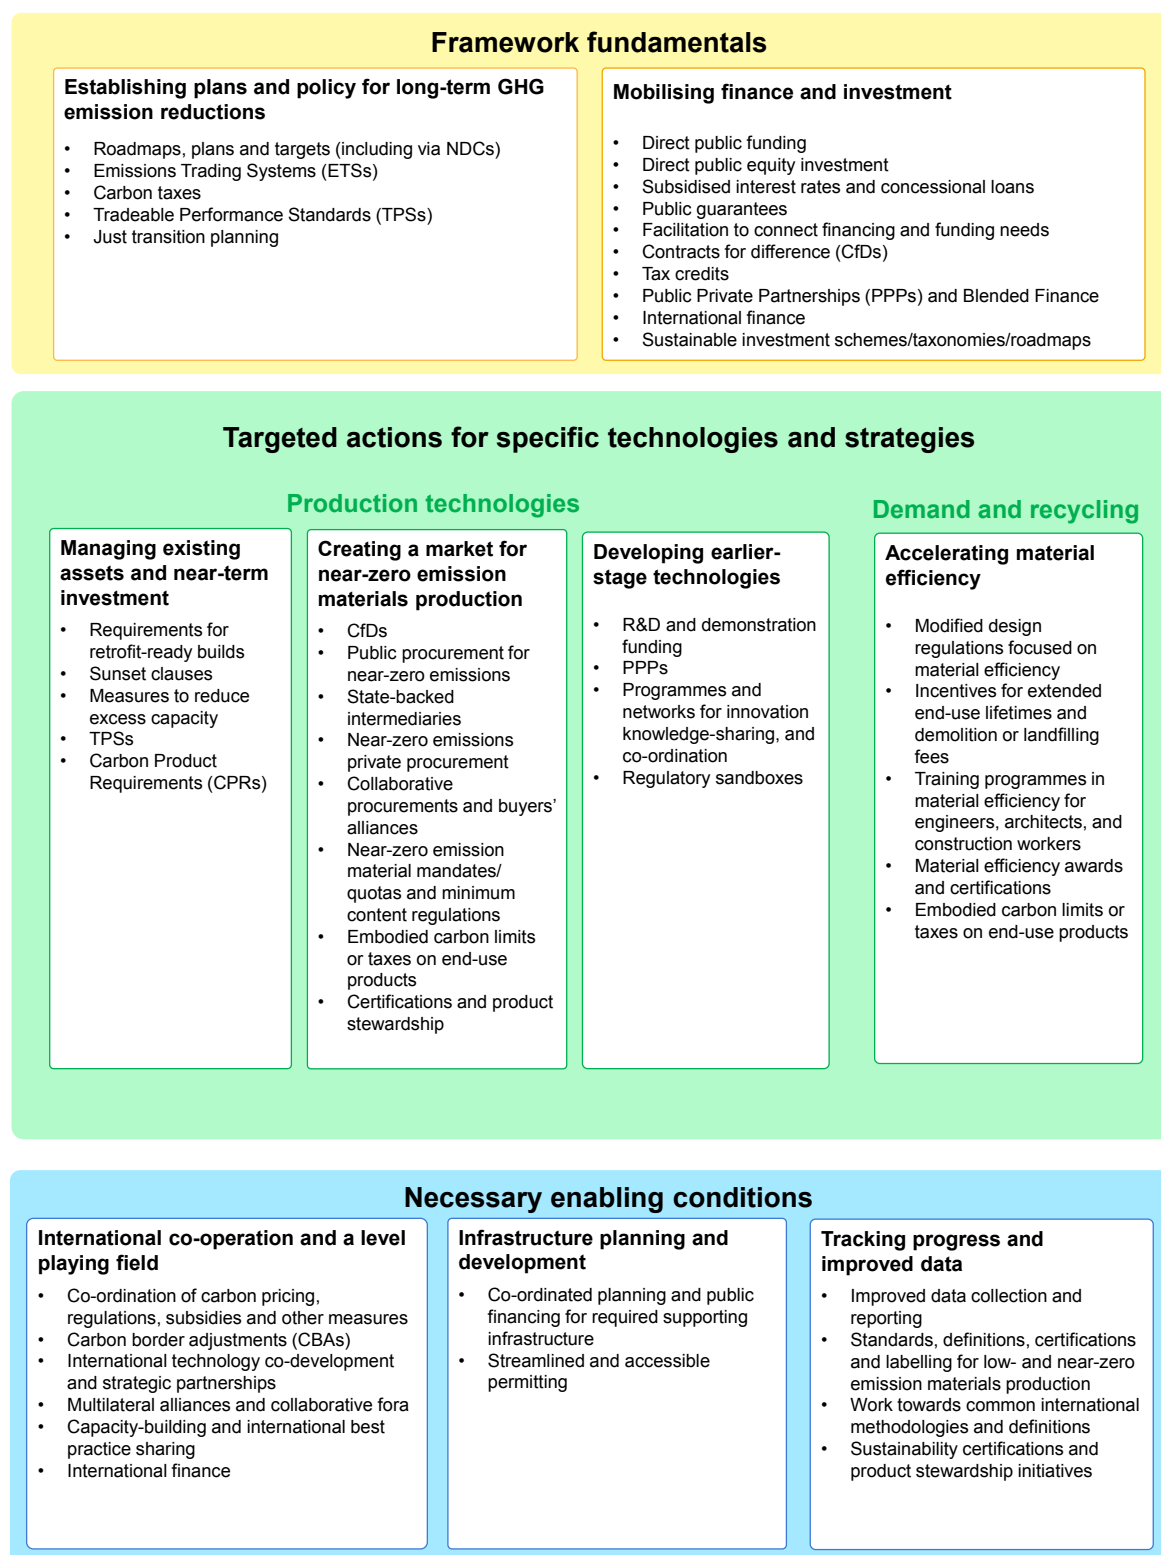 Framework fundamentals
Establishing plans and policy for long-term GHG
emission reductions
• Roadmaps, plans and targets (including via NDCs)
• Emissions Trading Systems (ETSs)
• Carbon taxes
• Tradeable Performance Standards (TPSs)
• Just transition planning
Mobilising finance and investment
• Direct public funding
• Direct public equity investment
• Subsidised interest rates and concessional loans
• Public guarantees
• Facilitation to connect financing and funding needs
• Contracts for difference (CfDs)
• Tax credits
• Public Private Partnerships (PPPs) and Blended Finance
• International finance
• Sustainable investment schemes/taxonomies/roadmaps
Targeted actions for specific technologies and strategies
Production technologies
Managing existing
assets and near-term
investment
• Requirements for
retrofit-ready builds
• Sunset clauses
• Measures to reduce
excess capacity
• TPSs
• Carbon Product
Requirements (CPRs)
Creating a market for
near-zero emission
materials production
• CfDs
• Public procurement for
near-zero emissions
• State-backed
intermediaries
• Near-zero emissions
private procurement
• Collaborative
procurements and buyers’
alliances
• Near-zero emission
material mandates/
quotas and minimum
content regulations
• Embodied carbon limits
or taxes on end-use
products
• Certifications and product
stewardship
Developing earlier-
stage technologies
• R&D and demonstration
funding
• PPPs
• Programmes and
networks for innovation
knowledge-sharing, and
co-ordination
• Regulatory sandboxes
Demand and recycling
Accelerating material
efficiency
• Modified design
regulations focused on
material efficiency
• Incentives for extended
end-use lifetimes and
demolition or landfilling
fees
• Training programmes in
material efficiency for
engineers, architects, and
construction workers
• Material efficiency awards
and certifications
• Embodied carbon limits or
taxes on end-use products
Necessary enabling conditions
International co-operation and a level
playing field
• Co-ordination of carbon pricing,
regulations, subsidies and other measures
• Carbon border adjustments (CBAs)
• International technology co-development
and strategic partnerships
• Multilateral alliances and collaborative fora
• Capacity-building and international best
practice sharing
• International finance
Infrastructure planning and
development
• Co-ordinated planning and public
financing for required supporting
infrastructure
• Streamlined and accessible
permitting
Tracking progress and
improved data
• Improved data collection and
reporting
• Standards, definitions, certifications
and labelling for low- and near-zero
emission materials production
• Work towards common international
methodologies and definitions
• Sustainability certifications and
product stewardship initiatives